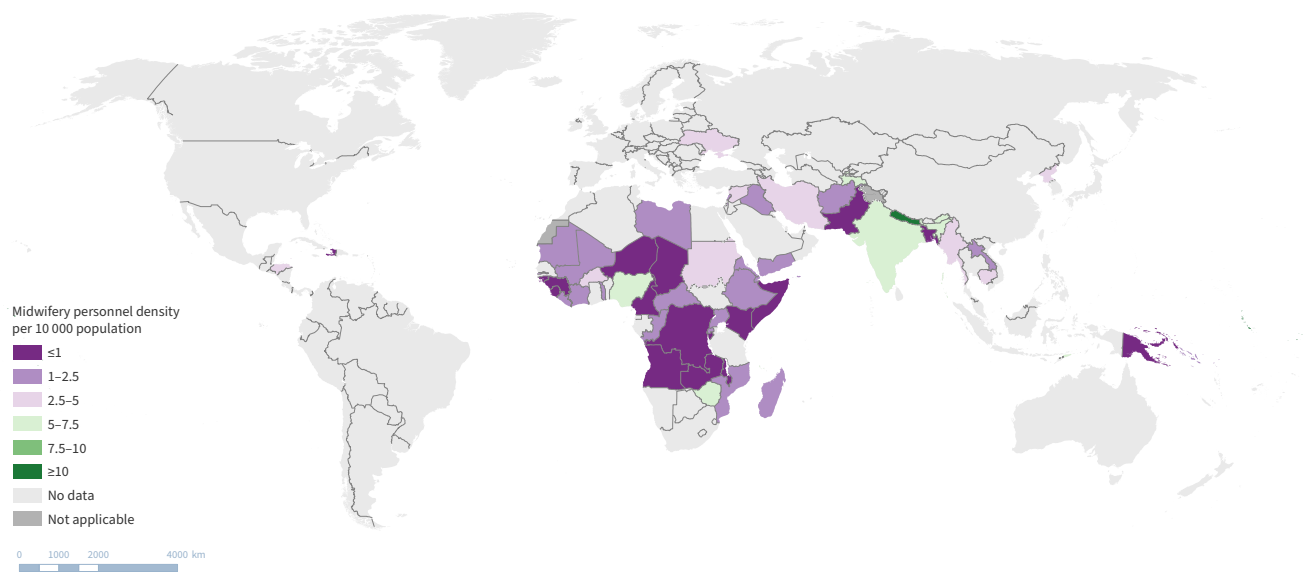 Midwifery personnel density
per 10 000 population
≤1
1–2.5
2.5–5
5–7.5
7.5–10
≥10
No data
Not applicable
0 1000 2000 4000 km